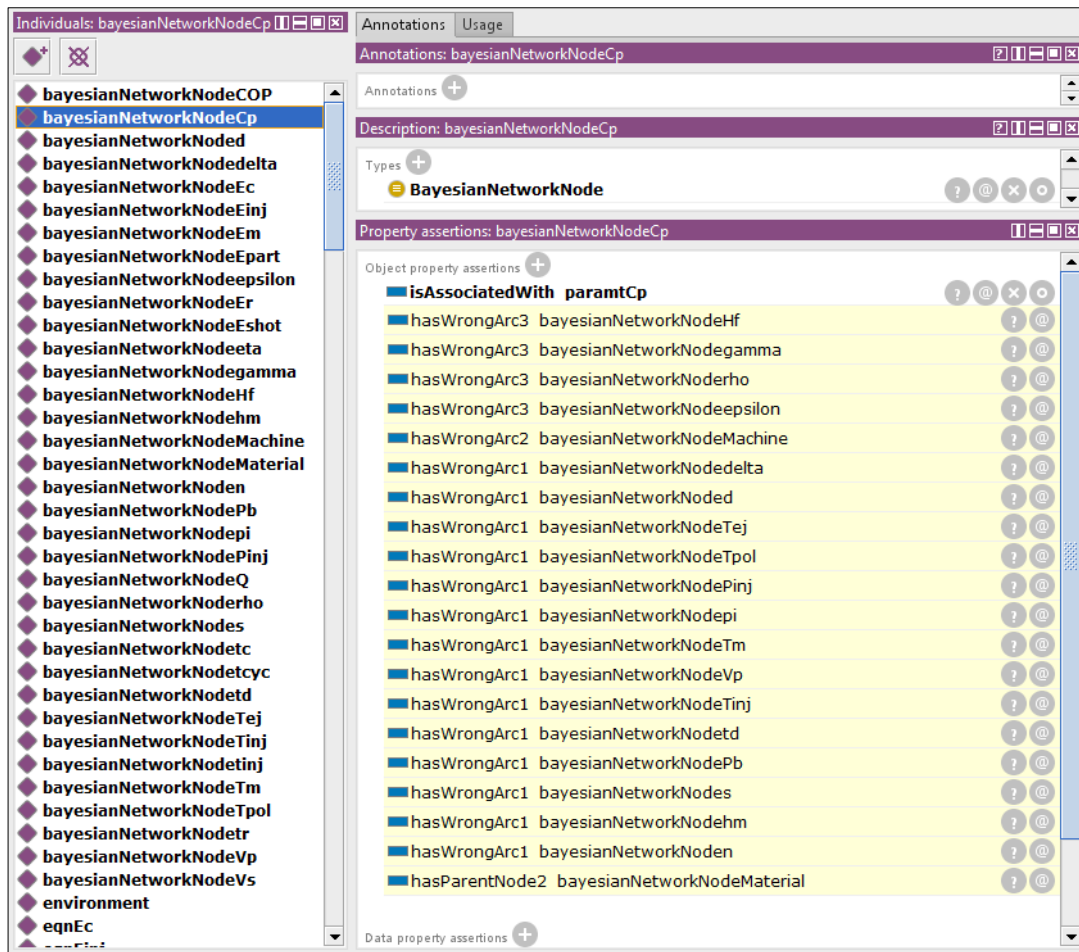 Individuals: bayesianNetworkNodeCp
bayesianNetworkNodeCOP
bayesianNetworkNodeCp
bayesianNetworkNoded
bayesianNetworkNodedelta
bayesianNetworkNodeEc
bayesianNetworkNodeEinj
bayesianNetworkNodeEm
bayesianNetworkNodeEpart
bayesianNetworkNodeepsilon
bayesianNetworkNodeEr
bayesianNetworkNodeEshot
bayesianNetworkNodeeta
bayesianNetworkNodegamma
bayesianNetworkNodeHf
bayesianNetworkNodehm
bayesianNetworkNodeMachine
bayesianNetworkNodeMaterial
bayesianNetworkNoden
bayesianNetworkNodePb
bayesianNetworkNodepi
bayesianNetworkNodePinj
bayesianNetworkNodeQ
bayesianNetworkNoderho
bayesianNetworkNodes
bayesianNetworkNodetc
bayesianNetworkNodetcyc
bayesianNetworkNodetd
bayesianNetworkNodeTej
bayesianNetworkNodeTinj
bayesianNetworkNodetinj
bayesianNetworkNodeTm
bayesianNetworkNodeTpol
bayesianNetworkNodetr
bayesianNetworkNodeVp
bayesianNetworkNodeVs
environment
eqnEc
eqnEinj
Annotations Usage
Annotations: bayesianNetworkNodeCp
Annotations
Description: bayesianNetworkNodeCp
Types
BayesianNetworkNode
Property assertions: bayesianNetworkNodeCp
Object property assertions
isAssociatedWith paramtCp
hasWrongArc3 bayesianNetworkNodeHf
hasWrongArc3 bayesianNetworkNodegamma
hasWrongArc3 bayesianNetworkNoderho
hasWrongArc3 bayesianNetworkNodeepsilon
hasWrongArc2 bayesianNetworkNodeMachine
hasWrongArc1 bayesianNetworkNodedelta
hasWrongArc1 bayesianNetworkNoded
hasWrongArc1 bayesianNetworkNodeTej
hasWrongArc1 bayesianNetworkNodeTpol
hasWrongArc1 bayesianNetworkNodePinj
hasWrongArc1 bayesianNetworkNodepi
hasWrongArc1 bayesianNetworkNodeTm
hasWrongArc1 bayesianNetworkNodeVp
hasWrongArc1 bayesianNetworkNodeTinj
hasWrongArc1 bayesianNetworkNodetd
hasWrongArc1 bayesianNetworkNodePb
hasWrongArc1 bayesianNetworkNodes
hasWrongArc1 bayesianNetworkNodehm
hasWrongArc1 bayesianNetworkNoden
hasParentNode2 bayesianNetworkNodeMaterial
Data property assertions